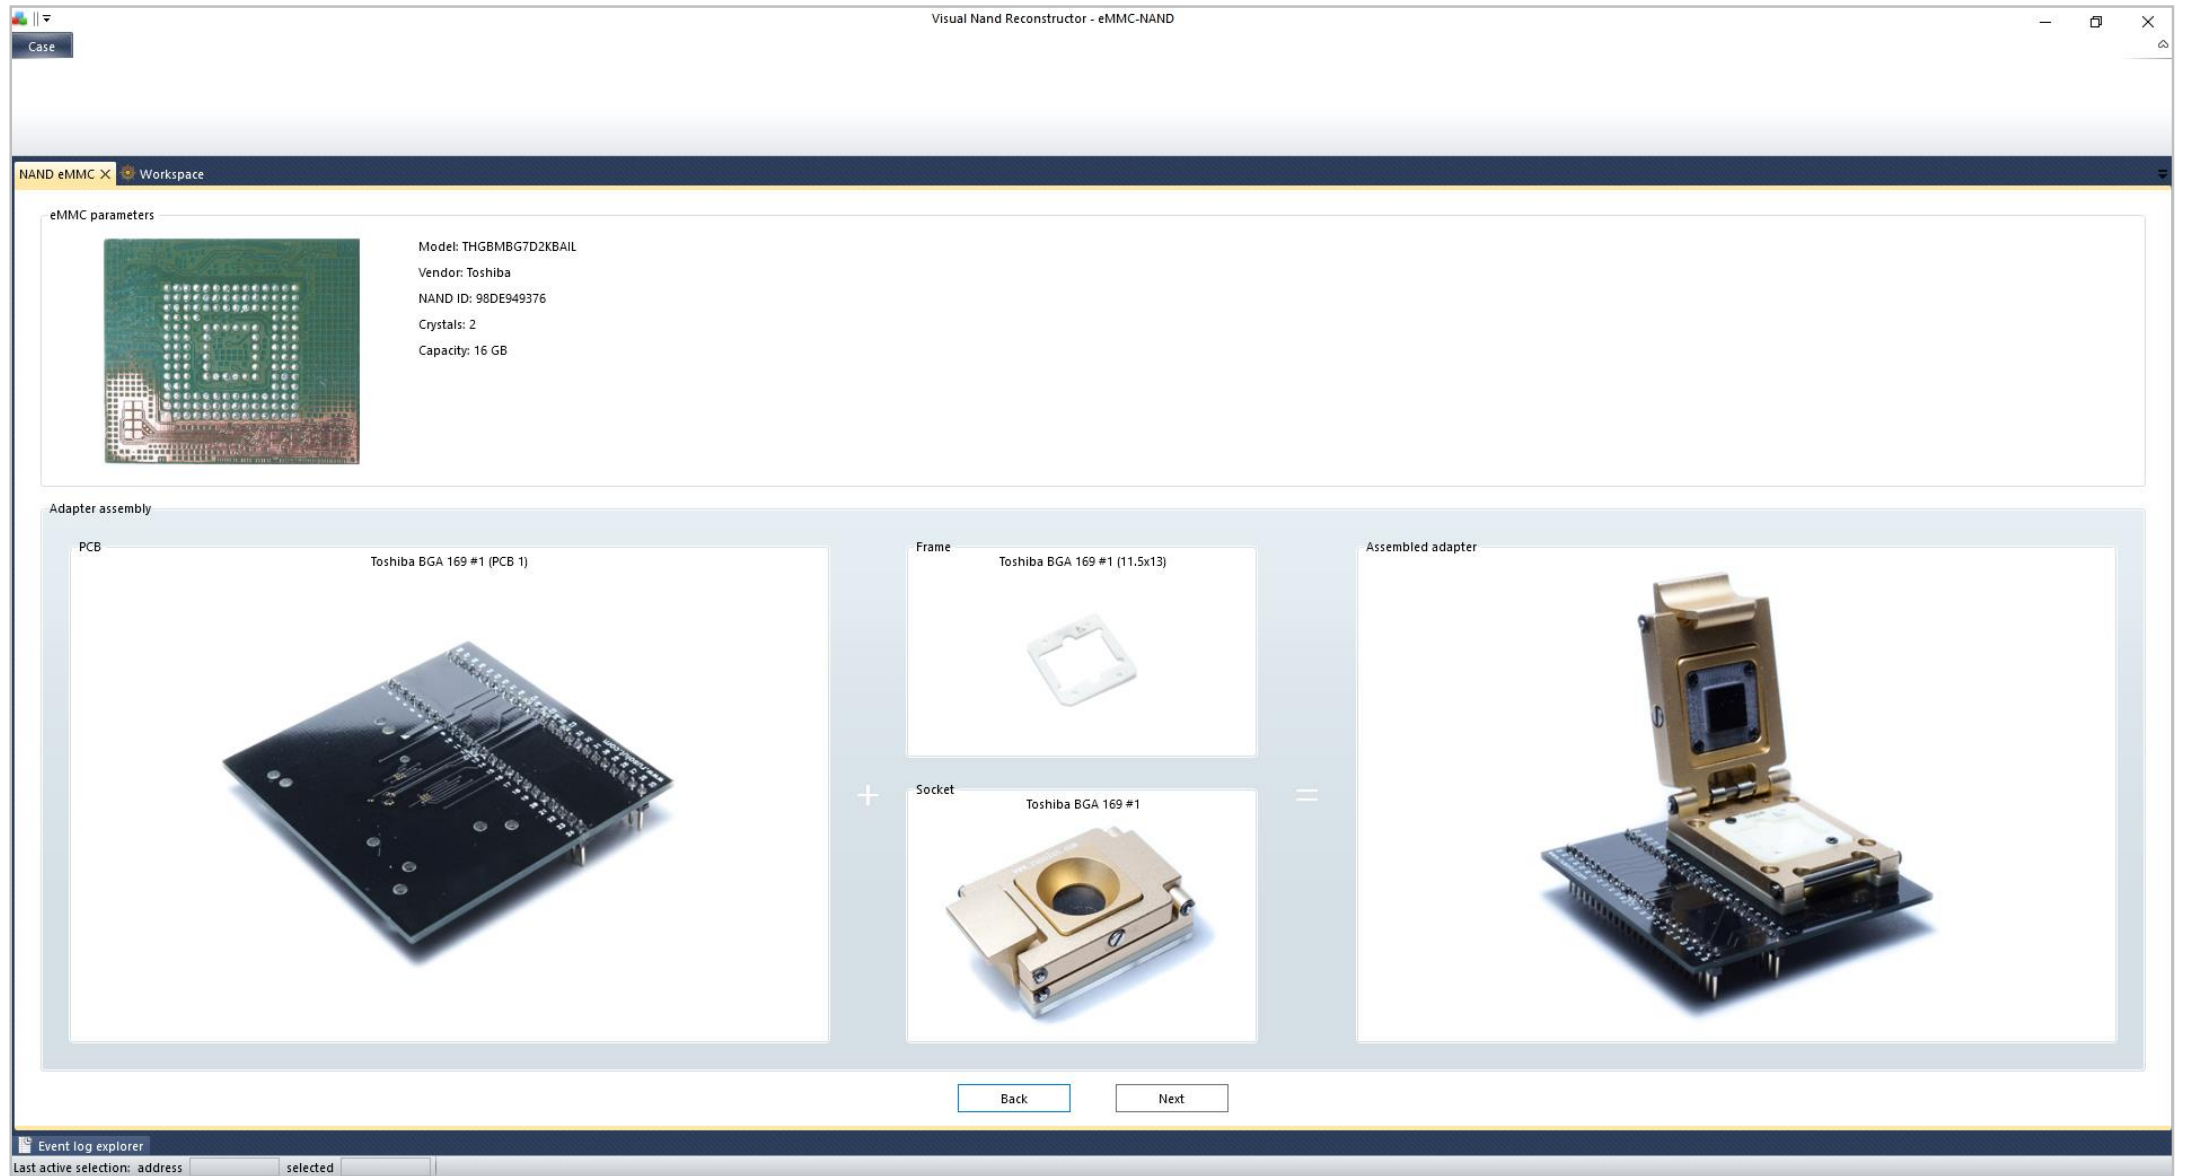 Visual Nand Reconstructor - eMMC-NAND
Case
NAND eMMC
Workspace
eMMC parameters
Model: THGBMBG7D2KBAIL
Vendor: Toshiba
NAND ID: 98DE949376
Crystals: 2
Capacity: 16 GB
Adapter assembly
PCB
Toshiba BGA 169 #1 (PCB 1)
Frame
Toshiba BGA 169 #1 (11.5x13)
Socket
Toshiba BGA 169 #1
Assembled adapter
+
=
Back
Next
Event log explorer
Last active selection: address
selected